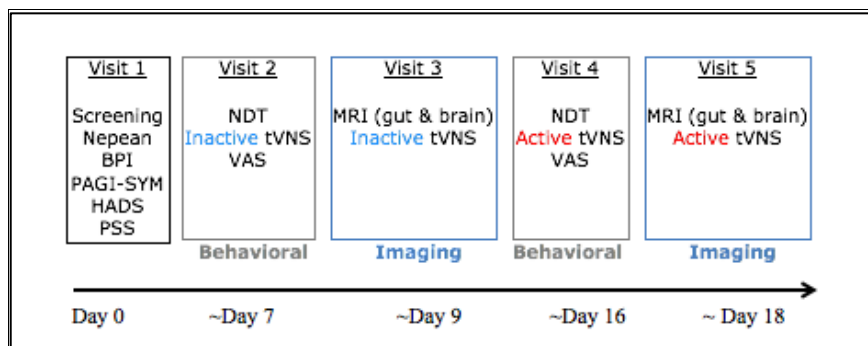 Visit 1
Screening
Nepean
BPI
PAGI-SYM
HADS
PSS
Visit 2
NDT
Inactive tVNS
VAS
Behavioral
Visit 3
MRI (gut & brain)
Inactive tVNS
Imaging
Visit 4
NDT
Active tVNS
VAS
Behavioral
Visit 5
MRI (gut & brain)
Active tVNS
Imaging
Day 0 ~Day 7 ~Day 9 ~Day 16 ~ Day 18